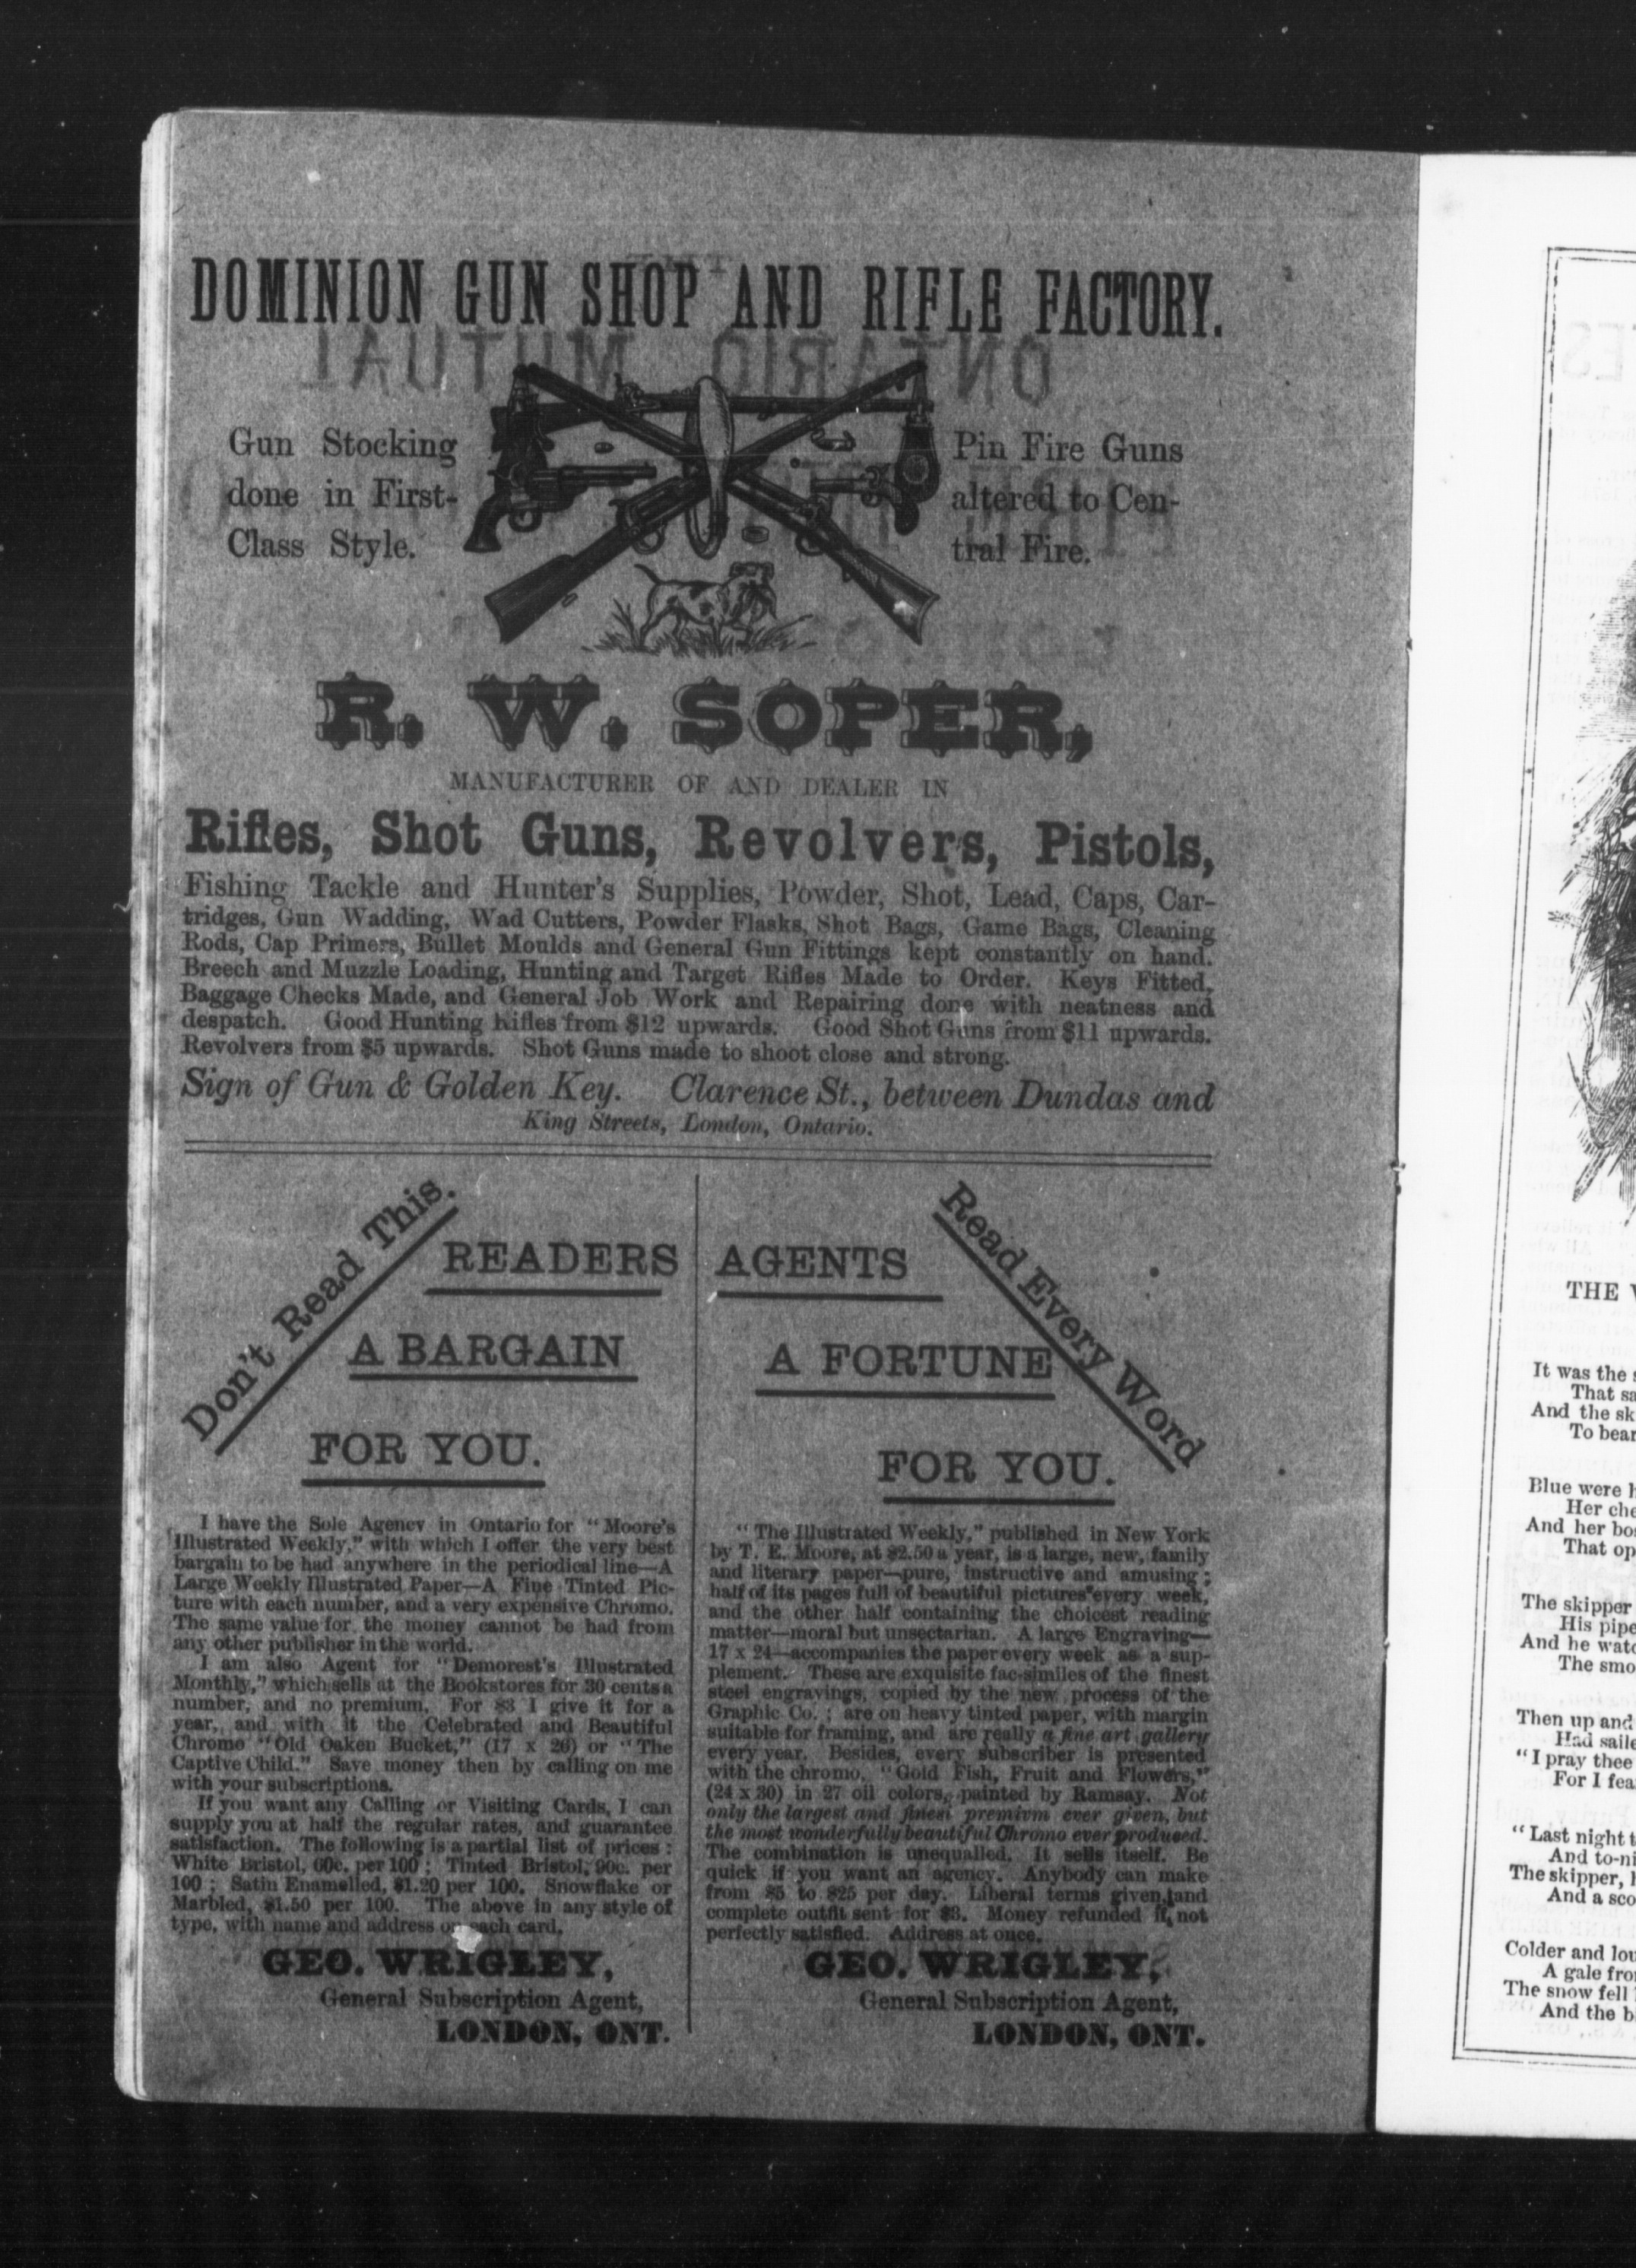 DOMINION GUN SHOP AND RIFLE FACTORY.
Gun Stocking
done in First-
Class Style.
Pin Fire Guns
altered to Cen-
tral Fire.
R. W. SOPER,
MANUFACTURER OF AND DEALER IN
Rifles, Shot Guns, Revolvers, Pistols,
Fishing Tackle and Hunter's Supplies, Powder, Shot, Lead, Caps, Car-
tridges, Gun Wadding, Wad Cutters, Powder Flasks, Shot Bags, Game Bags, Cleaning
Rods, Cap Primers, Bullet Moulds and General Gun Fittings kept constantly on hand.
Breech and Muzzle Loading, Hunting and Target Rifles Made to Order. Keys Fitted,
Baggage Checks Made, and General Job Work and Repairing done with neatness and
despatch. Good Hunting Rifles from $12 upwards. Good Shot Guns from $11 upwards.
Revolvers from $5 upwards. Shot Guns made to shoot close and strong.
Sign of Gun & Golden Key. Clarence St., between Dundas and
King Streets, London, Ontario.
Don't Read This.
READERS
A BARGAIN
FOR YOU.
I have the Sole Agency in Ontario for "Moore's
Illustrated Weekly," with which I offer the very best
bargain to be had anywhere in the periodical line—A
Large Weekly Illustrated Paper—A Fine Tinted Pic-
ture with each number, and a very expensive Chromo.
The same value for the money cannot be had from
any other publisher in the world.
I am also Agent for "Demorest's Illustrated
Monthly," which sells at the Bookstores for 30 cents a
number, and no premium. For $3 I give it for a
year, and with it the Celebrated and Beautiful
Chromo "Old Oaken Bucket," (17 x 26) or "The
Captive Child." Save money then by calling on me
with your subscriptions.
If you want any Calling or Visiting Cards, I can
supply you at half the regular rates, and guarantee
satisfaction. The following is a partial list of prices:
White Bristol, 60c. per 100; Tinted Bristol, 90c. per
100; Satin Enamelled, $1.20 per 100. Snowflake or
Marbled, $1.50 per 100. The above in any style of
type, with name and address on each card.
GEO. WRIGLEY,
General Subscription Agent,
LONDON, ONT.
Read Every Word
AGENTS
A FORTUNE
FOR YOU.
"The Illustrated Weekly," published in New York
by T. E. Moore, at $2.50 a year, is a large, new, family
and literary paper—pure, instructive and amusing;
half of its pages full of beautiful pictures every week,
and the other half containing the choicest reading
matter—moral but unsectarian. A large Engraving—
17 x 24—accompanies the paper every week as a sup-
plement. These are exquisite fac-similes of the finest
steel engravings, copied by the new process of the
Graphic Co.; are on heavy tinted paper, with margin
suitable for framing, and are really a fine art gallery
every year. Besides, every subscriber is presented
with the chromo, "Gold Fish, Fruit and Flowers,"
(24 x 30) in 27 oil colors, painted by Ramsay. Not
only the largest and finest premium ever given, but
the most wonderfully beautiful Chromo ever produced.
The combination is unequalled. It sells itself. Be
quick if you want an agency. Anybody can make
from $5 to $25 per day. Liberal terms given, and
complete outfit sent for $3. Money refunded if not
perfectly satisfied. Address at once.
GEO. WRIGLEY,
General Subscription Agent,
LONDON, ONT.
THE
It was the
That
And the
To bear
Blue were
Her
And her
That
The skipper
His pipe
And he
The
Then up and
Had
"I pray thee
For I
"Last night
And
The skipper,
And a
Colder and
A gale
The snow fell
And the